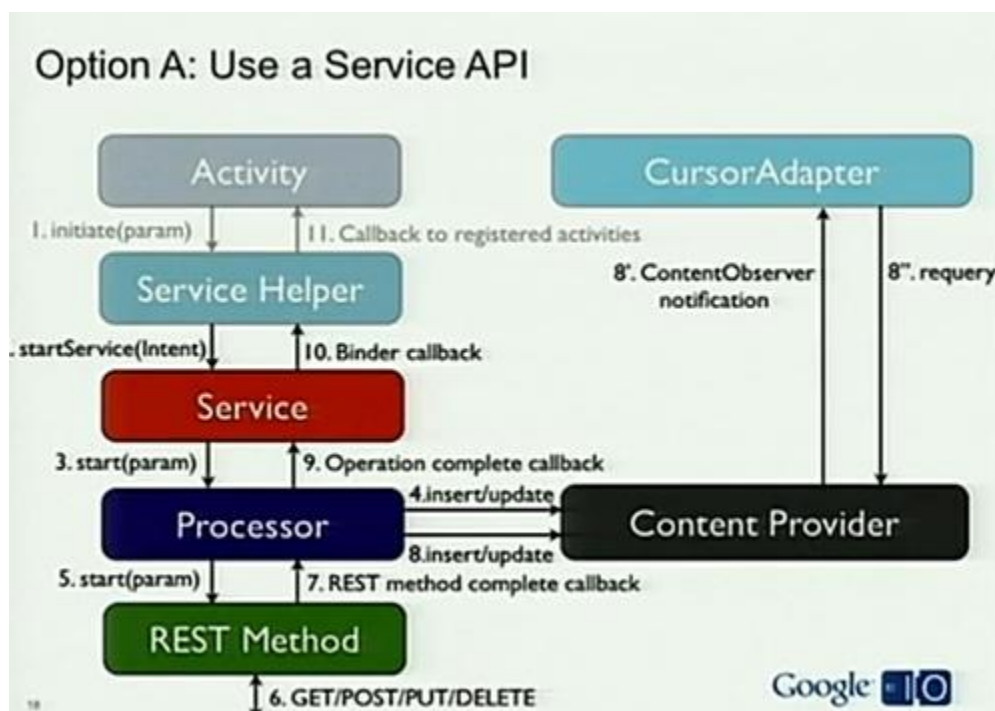 Option A: Use a Service API
Activity
CursorAdapter
1. initiate(param)
11. Callback to registered activities
Service Helper
8'. ContentObserver
notification
8". requery
. startService(Intent)
10. Binder callback
Service
3. start(param)
9. Operation complete callback
4.insert/update
Processor
Content Provider
8.insert/update
5. start(param)
7. REST method complete callback
REST Method
6. GET/POST/PUT/DELETE
Google IO
18